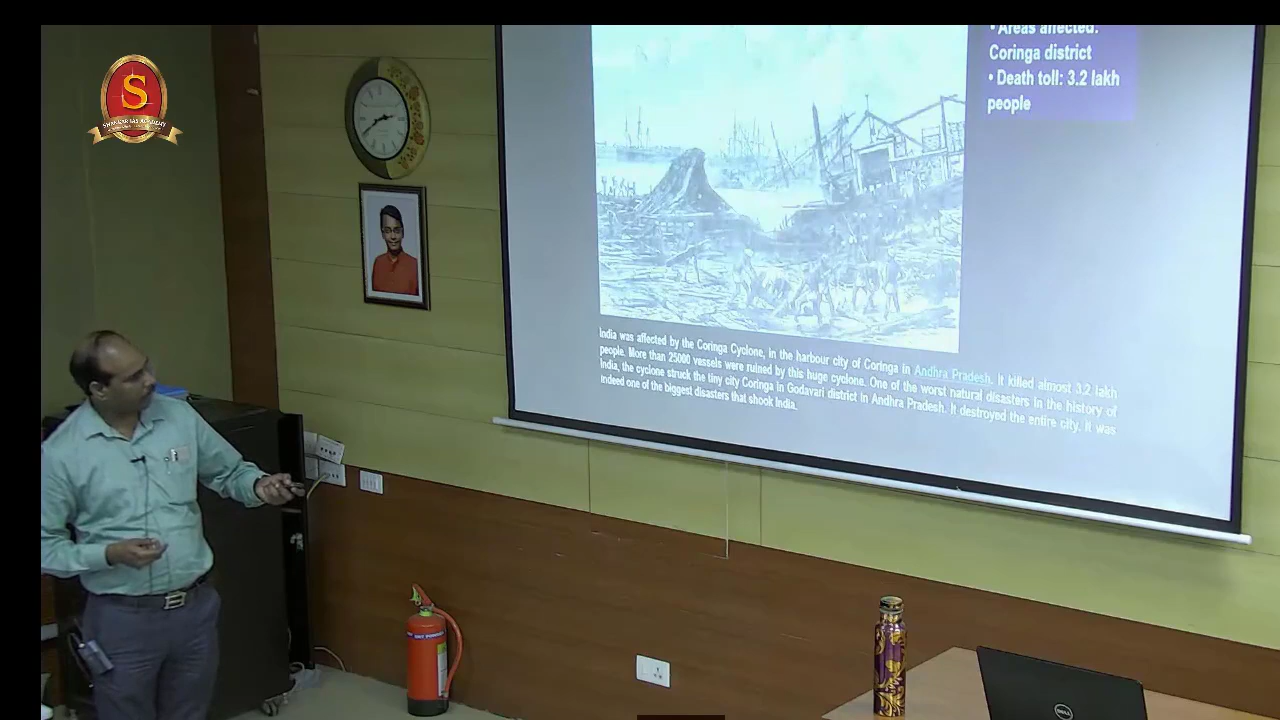 S
SHANKAR IAS ACADEMY
• Areas affected:
Coringa district
• Death toll: 3.2 lakh
people
India was affected by the Coringa Cyclone, in the harbour city of Coringa in Andhra Pradesh. It killed almost 3.2 lakh
people. More than 25000 vessels were ruined by this huge cyclone. One of the worst natural disasters in the history of
India, the cyclone struck the tiny city Coringa in Godavari district in Andhra Pradesh. It destroyed the entire city. It was
indeed one of the biggest disasters that shook India.
DELL